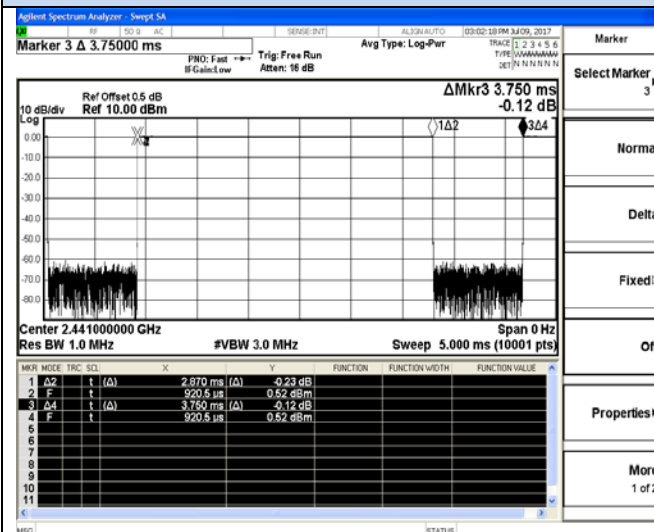 Agilent Spectrum Analyzer - Swept SA
RF 50 Ω AC SENSE:INT ALIGN AUTO 03:02:18 PM Jul 09, 2017
Marker 3 Δ 3.75000 ms
PNO: Fast
IFGain:Low
Trig: Free Run
Atten: 16 dB
Avg Type: Log-Pwr
TRACE 1 2 3 4 5 6
TYPE
DET N N N N N N
Ref Offset 0.5 dB
10 dB/div Ref 10.00 dBm
ΔMkr3 3.750 ms
-0.12 dB
Log
1Δ2
3Δ4
0.00
-10.0
-20.0
-30.0
-40.0
-50.0
-60.0
-70.0
-80.0
Center 2.441000000 GHz Span 0 Hz
Res BW 1.0 MHz #VBW 3.0 MHz Sweep 5.000 ms (10001 pts)
MKR MODE TRC SCL X Y FUNCTION FUNCTION WIDTH FUNCTION VALUE
1 Δ2 t (Δ) 2.870 ms (Δ) -0.23 dB
2 F t 920.5 µs 0.52 dBm
3 Δ4 t (Δ) 3.750 ms (Δ) -0.12 dB
4 F t 920.5 µs 0.52 dBm
5
6
7
8
9
10
11
MSG STATUS
Marker
Select Marker
3
Norma
Delta
Fixed
Of
Properties
More
1 of 2